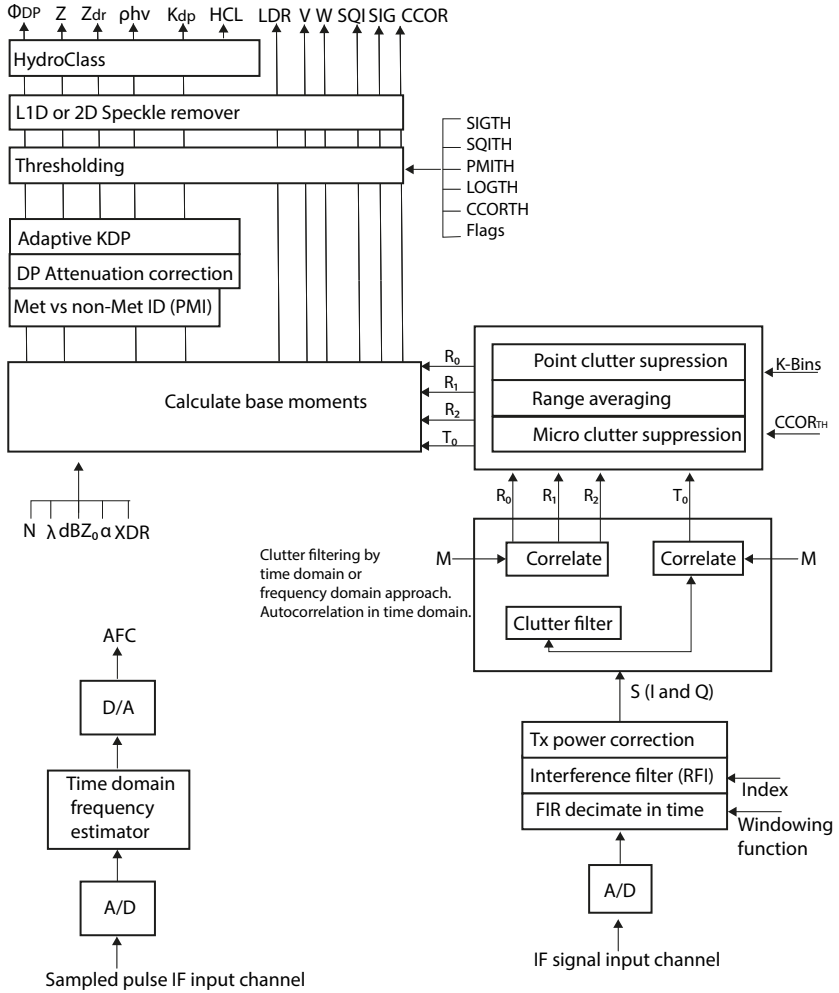 ΦDP Z Zdr ρhv Kdp HCL LDR V W SQI SIG CCOR
HydroClass
L1D or 2D Speckle remover
Thresholding
SIGTH
SQITH
PMITH
LOGTH
CCORTH
Flags
Adaptive KDP
DP Attenuation correction
Met vs non-Met ID (PMI)
Calculate base moments
R₀
R₁
R₂
T₀
Point clutter supression
Range averaging
Micro clutter suppression
K-Bins
CCORTH
N λ dBZ₀ α XDR
R₀ R₁ R₂ T₀
Clutter filtering by
time domain or
frequency domain approach.
Autocorrelation in time domain.
M
Correlate
Correlate
M
Clutter filter
S (I and Q)
Tx power correction
Interference filter (RFI)
FIR decimate in time
Index
Windowing
function
A/D
IF signal input channel
AFC
D/A
Time domain
frequency
estimator
A/D
Sampled pulse IF input channel